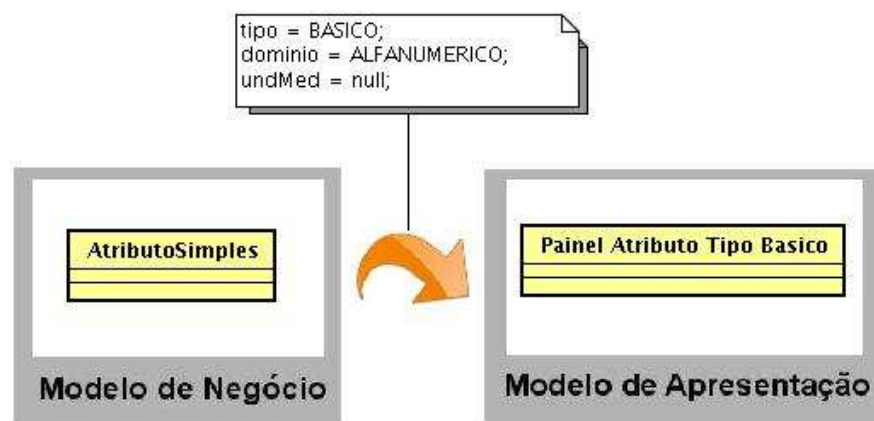 tipo = BASICO;
dominio = ALFANUMERICO;
undMed = null;
AtributoSimples
Painel Atributo Tipo Basico
Modelo de Negócio
Modelo de Apresentação